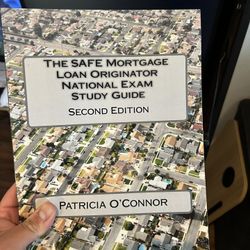 The SAFE Mortgage
Loan Originator
National Exam
Study Guide
Second Edition
Patricia O'Connor